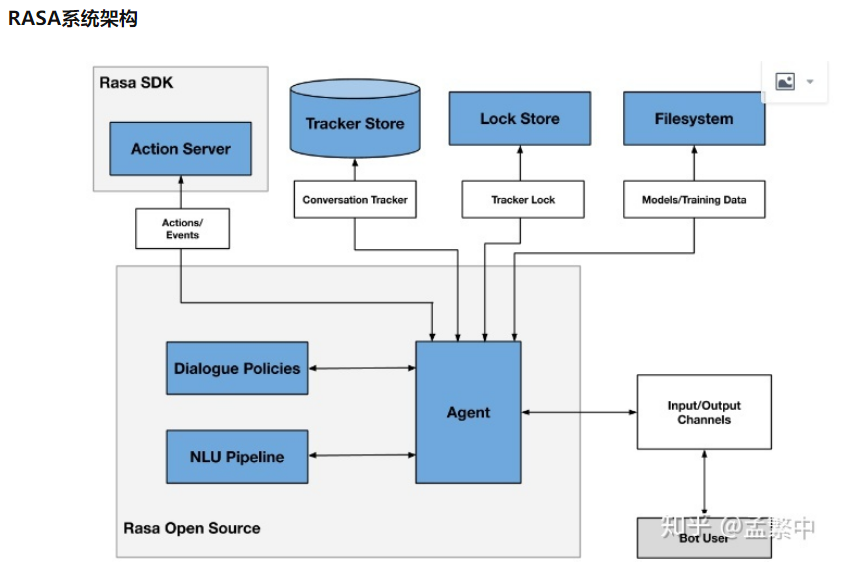 RASA系统架构
Rasa SDK
Action Server
Tracker Store
Lock Store
Filesystem
Conversation Tracker
Tracker Lock
Models/Training Data
Actions/
Events
Dialogue Policies
NLU Pipeline
Agent
Input/Output
Channels
Rasa Open Source
知乎 @孟繁中
Bot User